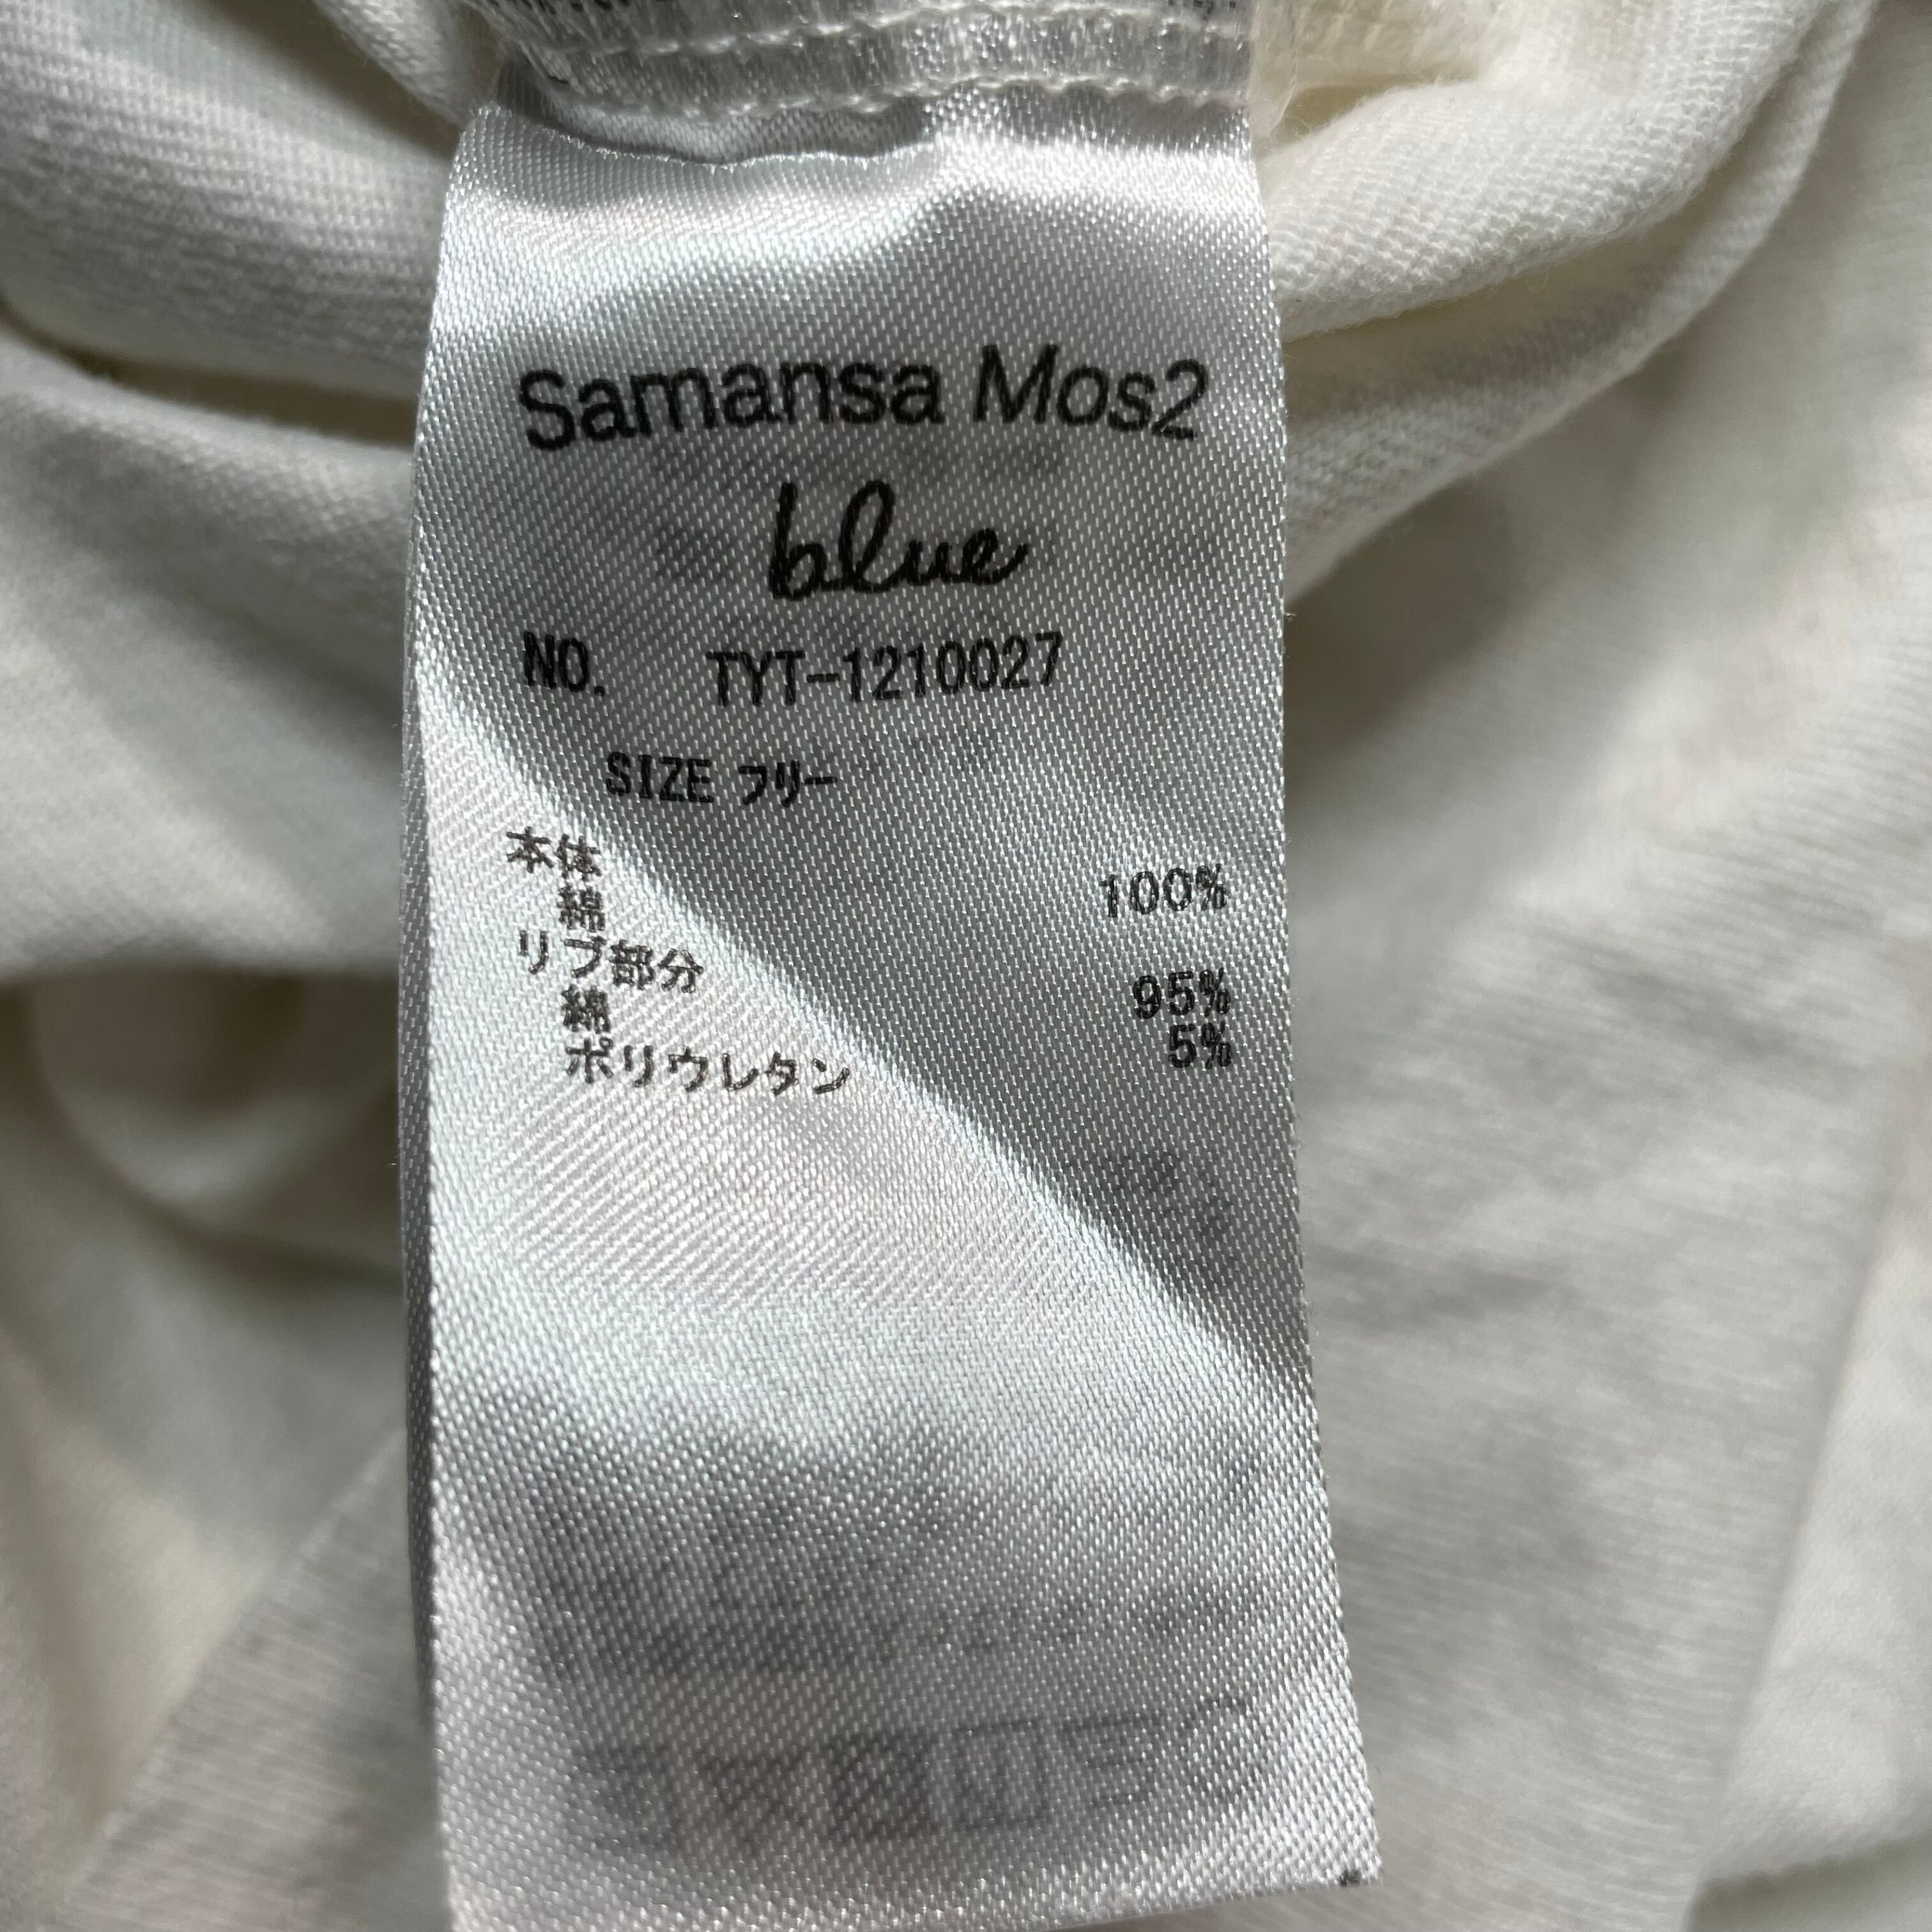 Samansa Mos2
blue
NO. TYT-1210027
SIZE フリー
本体
綿 100%
リブ部分
綿 95%
ポリウレタン 5%